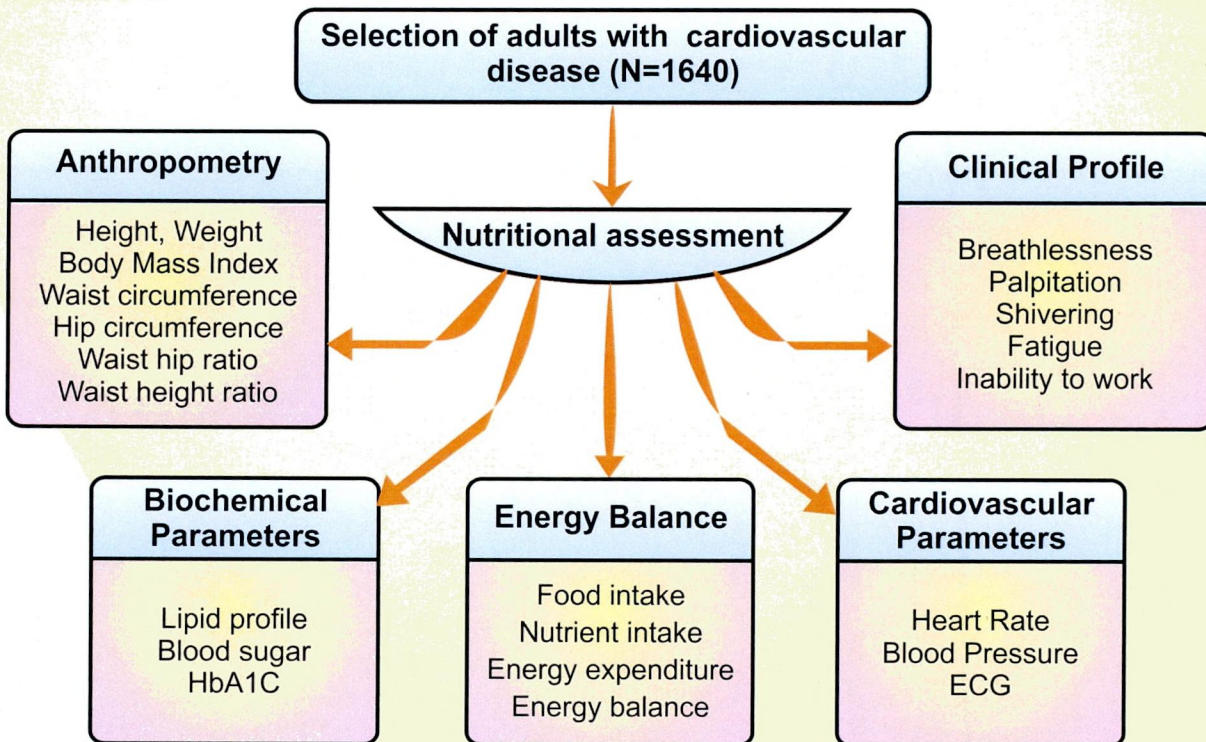 Selection of adults with cardiovascular
disease (N=1640)
Anthropometry
Height, Weight
Body Mass Index
Waist circumference
Hip circumference
Waist hip ratio
Waist height ratio
Nutritional assessment
Clinical Profile
Breathlessness
Palpitation
Shivering
Fatigue
Inability to work
Biochemical
Parameters
Lipid profile
Blood sugar
HbA1C
Energy Balance
Food intake
Nutrient intake
Energy expenditure
Energy balance
Cardiovascular
Parameters
Heart Rate
Blood Pressure
ECG